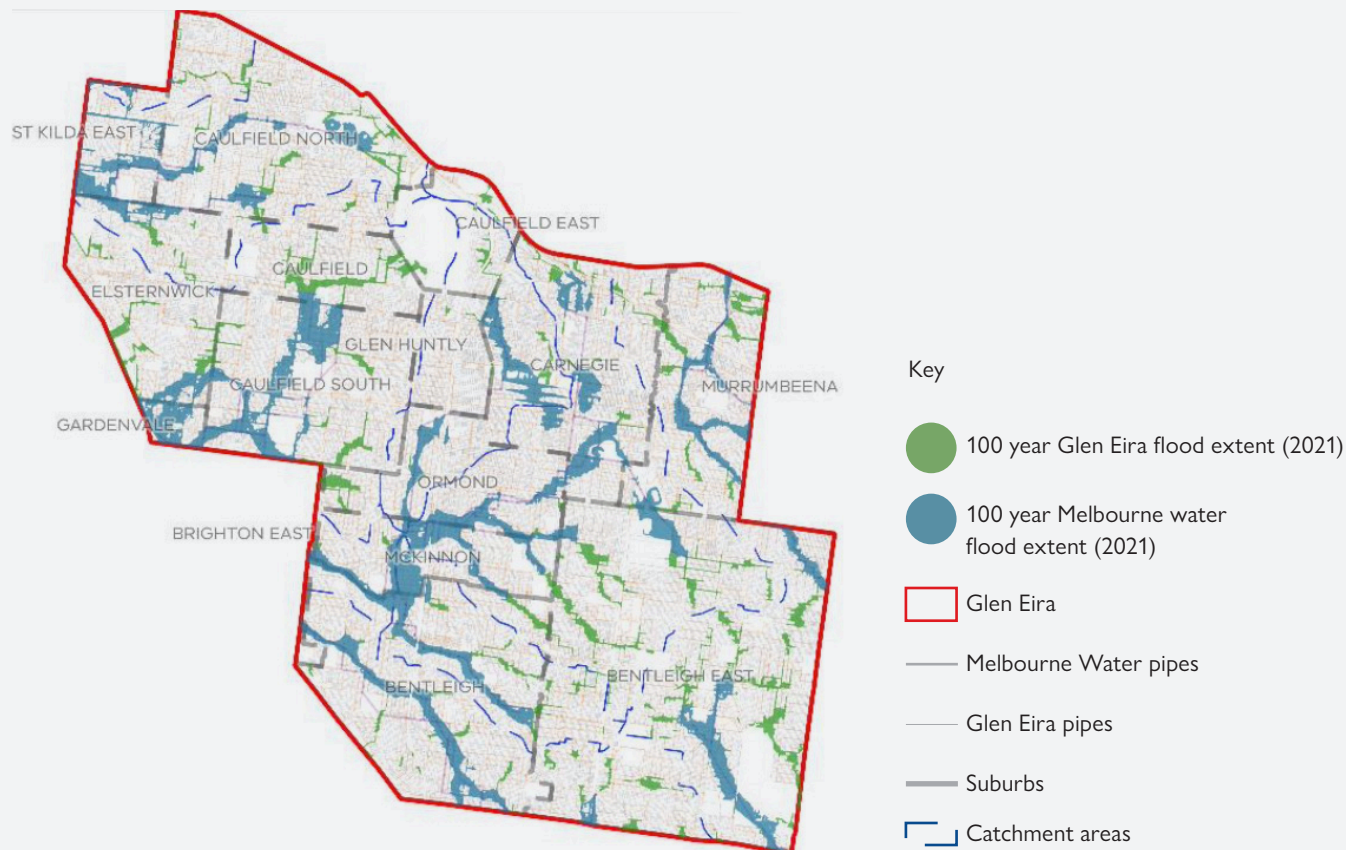 ST KILDA EAST
CAULFIELD NORTH
CAULFIELD EAST
CAULFIELD
ELSTERNWICK
GLEN HUNTLY
CARNEGIE
CAULFIELD SOUTH
MURRUMBEENA
GARDENVALE
ORMOND
BRIGHTON EAST
MCKINNON
BENTLEIGH EAST
BENTLEIGH
Key
100 year Glen Eira flood extent (2021)
100 year Melbourne water
flood extent (2021)
Glen Eira
Melbourne Water pipes
Glen Eira pipes
Suburbs
Catchment areas